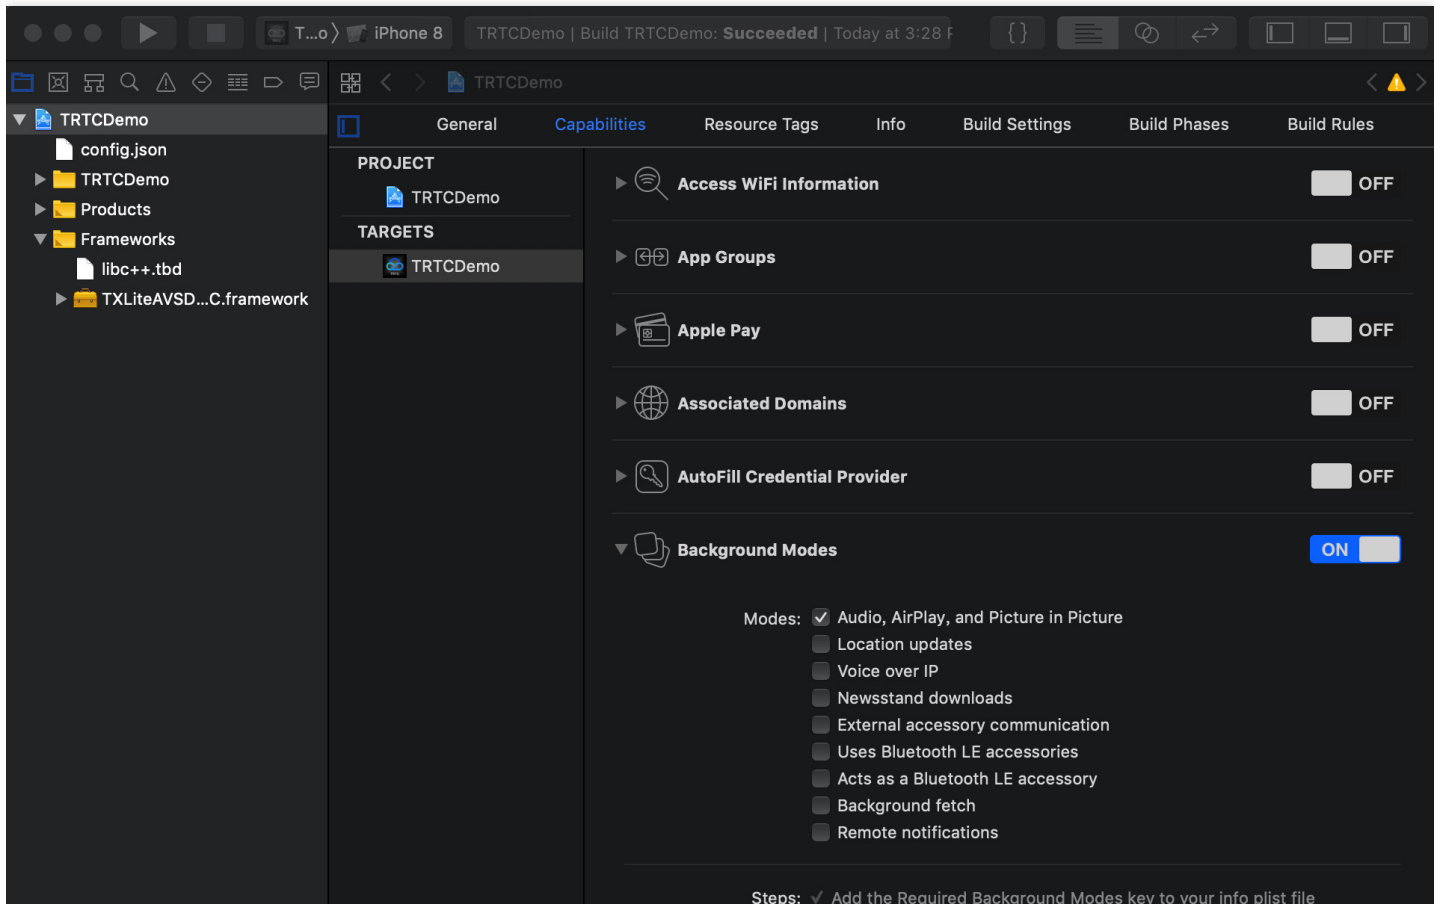 T...o iPhone 8 TRTCDemo | Build TRTCDemo: Succeeded | Today at 3:28
TRTCDemo
TRTCDemo
config.json
TRTCDemo
Products
Frameworks
libc++.tbd
TXLiteAVSD...C.framework
General Capabilities Resource Tags Info Build Settings Build Phases Build Rules
PROJECT
TRTCDemo
TARGETS
TRTCDemo
Access WiFi Information OFF
App Groups OFF
Apple Pay OFF
Associated Domains OFF
AutoFill Credential Provider OFF
Background Modes ON
Modes: Audio, AirPlay, and Picture in Picture
Location updates
Voice over IP
Newsstand downloads
External accessory communication
Uses Bluetooth LE accessories
Acts as a Bluetooth LE accessory
Background fetch
Remote notifications
Steps: ✓ Add the Required Background Modes key to your info plist file